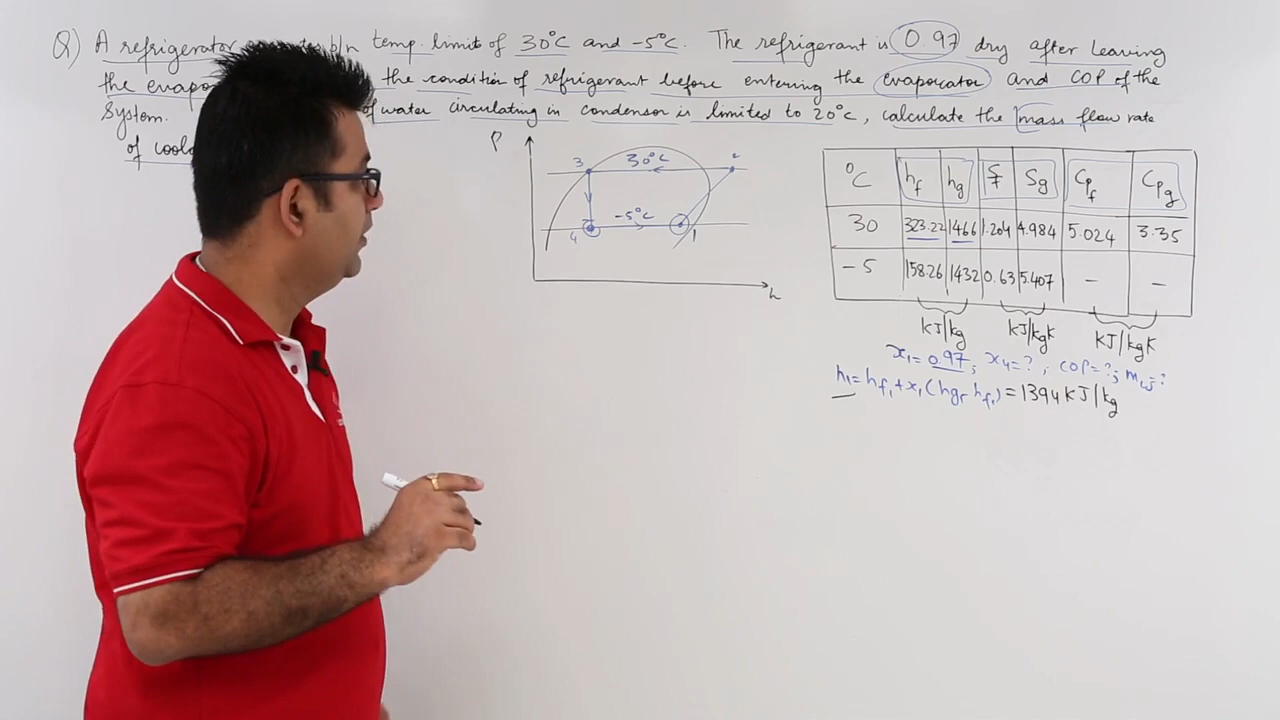 Q) A refrigerator b/n temp. limits of 30°C and -5°C. The refrigerant is 0.97 dry after leaving
the evapo the condition of refrigerant before entering the evaporator and COP of the
System. of water circulating in condensor is limited to 20°C, calculate the mass flow rate
of coola
P
3 30°C 2
-5°C
4 1
h
°C hf hg Sf Sg Cpf Cpg
30 323.22 1466 1.204 4.984 5.024 3.35
-5 158.26 1432 0.63 5.407 - -
kJ/kg kJ/kgK kJ/kgK
x1=0.97; x4=?, COP=?; mw=?
h1=hf1+x1(hg1-hf1)=1394kJ/kg